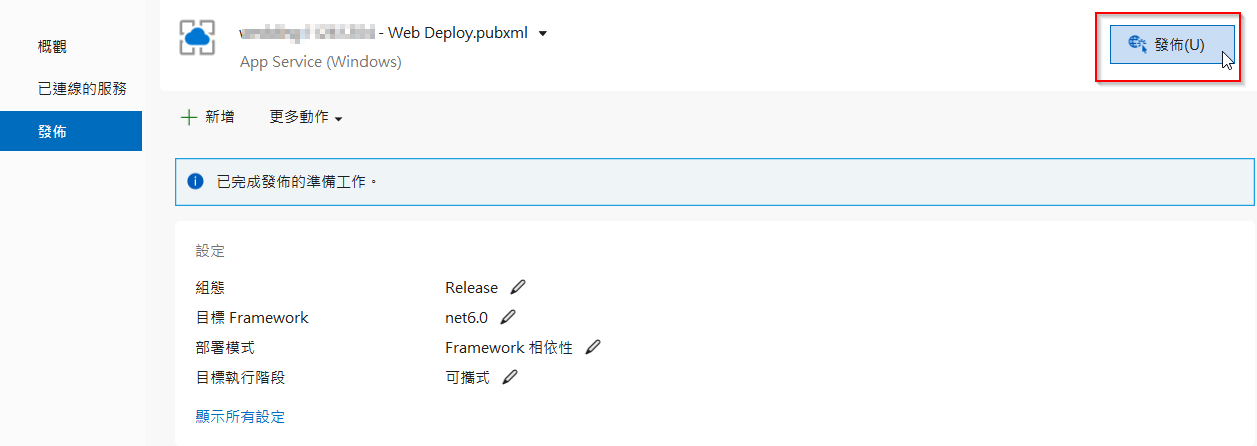 概觀
已連線的服務
發佈
- Web Deploy.pubxml
App Service (Windows)
發佈(U)
新增
更多動作
已完成發佈的準備工作。
設定
組態 Release
目標 Framework net6.0
部署模式 Framework 相依性
目標執行階段 可攜式
顯示所有設定